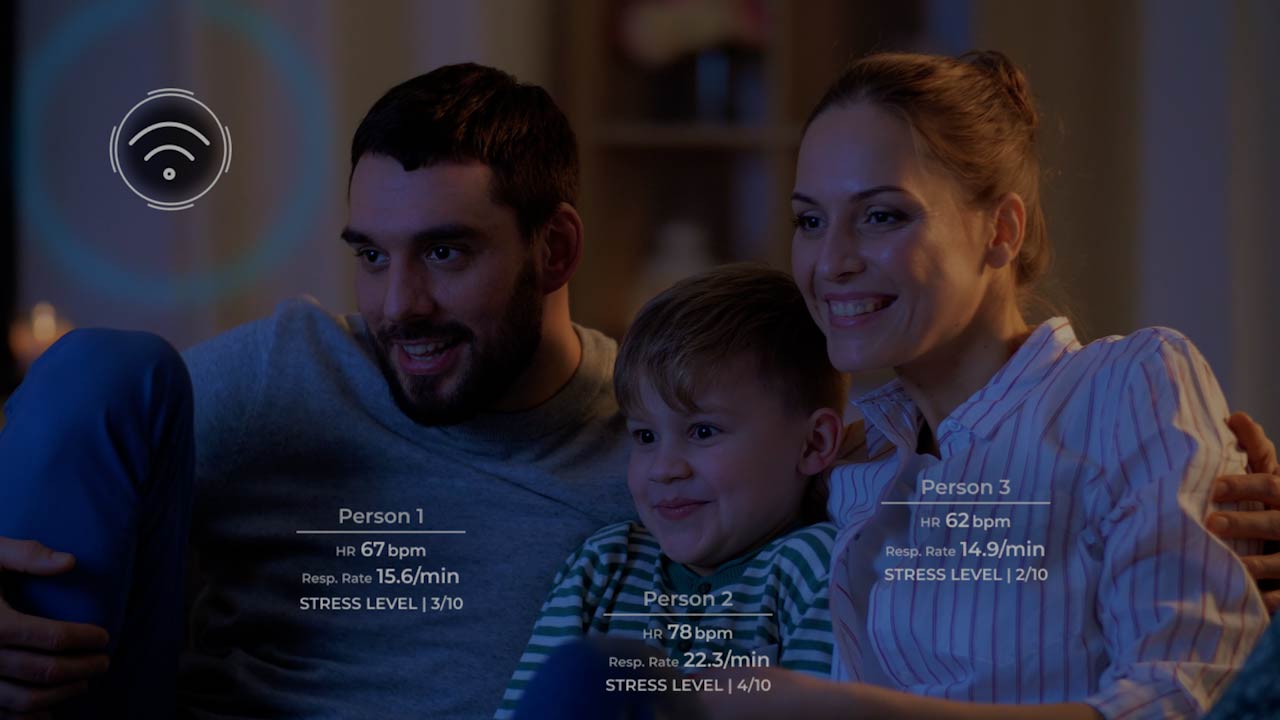 Person 1
HR 67 bpm
Resp. Rate 15.6/min
STRESS LEVEL | 3/10
Person 2
HR 78 bpm
Resp. Rate 22.3/min
STRESS LEVEL | 4/10
Person 3
HR 62 bpm
Resp. Rate 14.9/min
STRESS LEVEL | 2/10